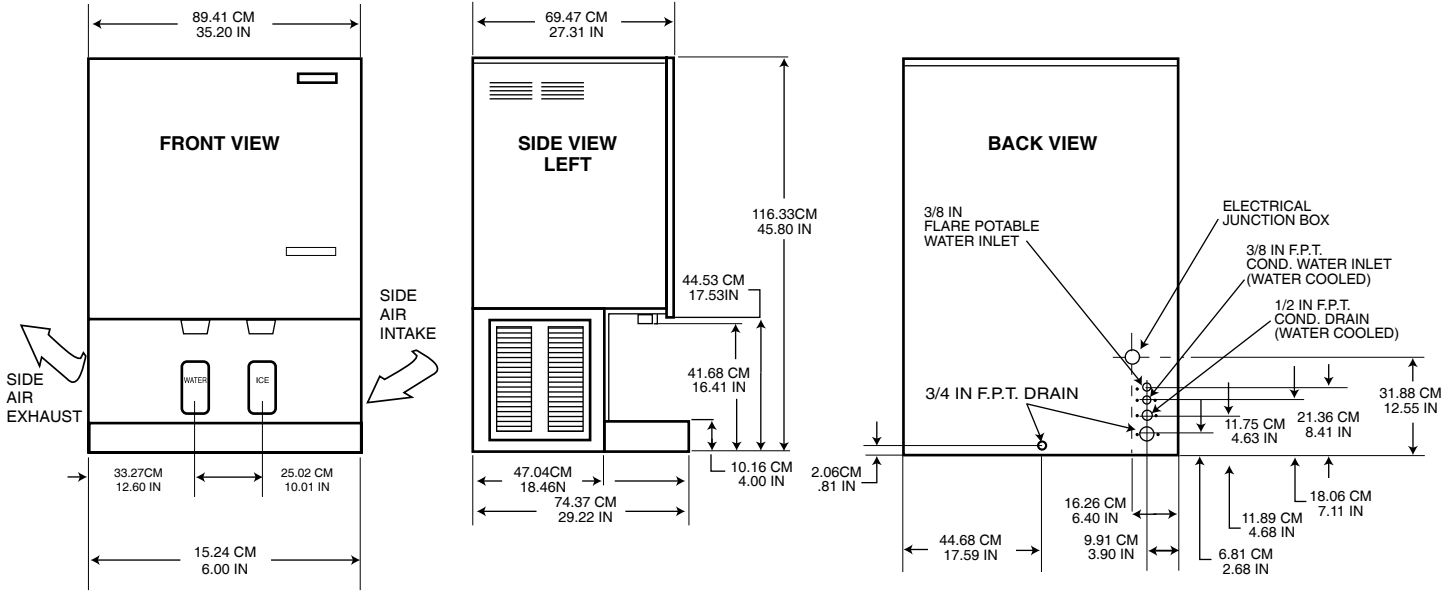 89.41 CM
35.20 IN
FRONT VIEW
SIDE
AIR
INTAKE
SIDE
AIR
EXHAUST
WATER
ICE
33.27CM
12.60 IN
25.02 CM
10.01 IN
15.24 CM
6.00 IN
69.47 CM
27.31 IN
SIDE VIEW
LEFT
116.33CM
45.80 IN
44.53 CM
17.53IN
41.68 CM
16.41 IN
10.16 CM
4.00 IN
47.04CM
18.46N
74.37 CM
29.22 IN
BACK VIEW
3/8 IN
FLARE POTABLE
WATER INLET
ELECTRICAL
JUNCTION BOX
3/8 IN F.P.T.
COND. WATER INLET
(WATER COOLED)
1/2 IN F.P.T.
COND. DRAIN
(WATER COOLED)
3/4 IN F.P.T. DRAIN
31.88 CM
12.55 IN
21.36 CM
8.41 IN
11.75 CM
4.63 IN
2.06CM
.81 IN
16.26 CM
6.40 IN
18.06 CM
7.11 IN
11.89 CM
4.68 IN
44.68 CM
17.59 IN
9.91 CM
3.90 IN
6.81 CM
2.68 IN